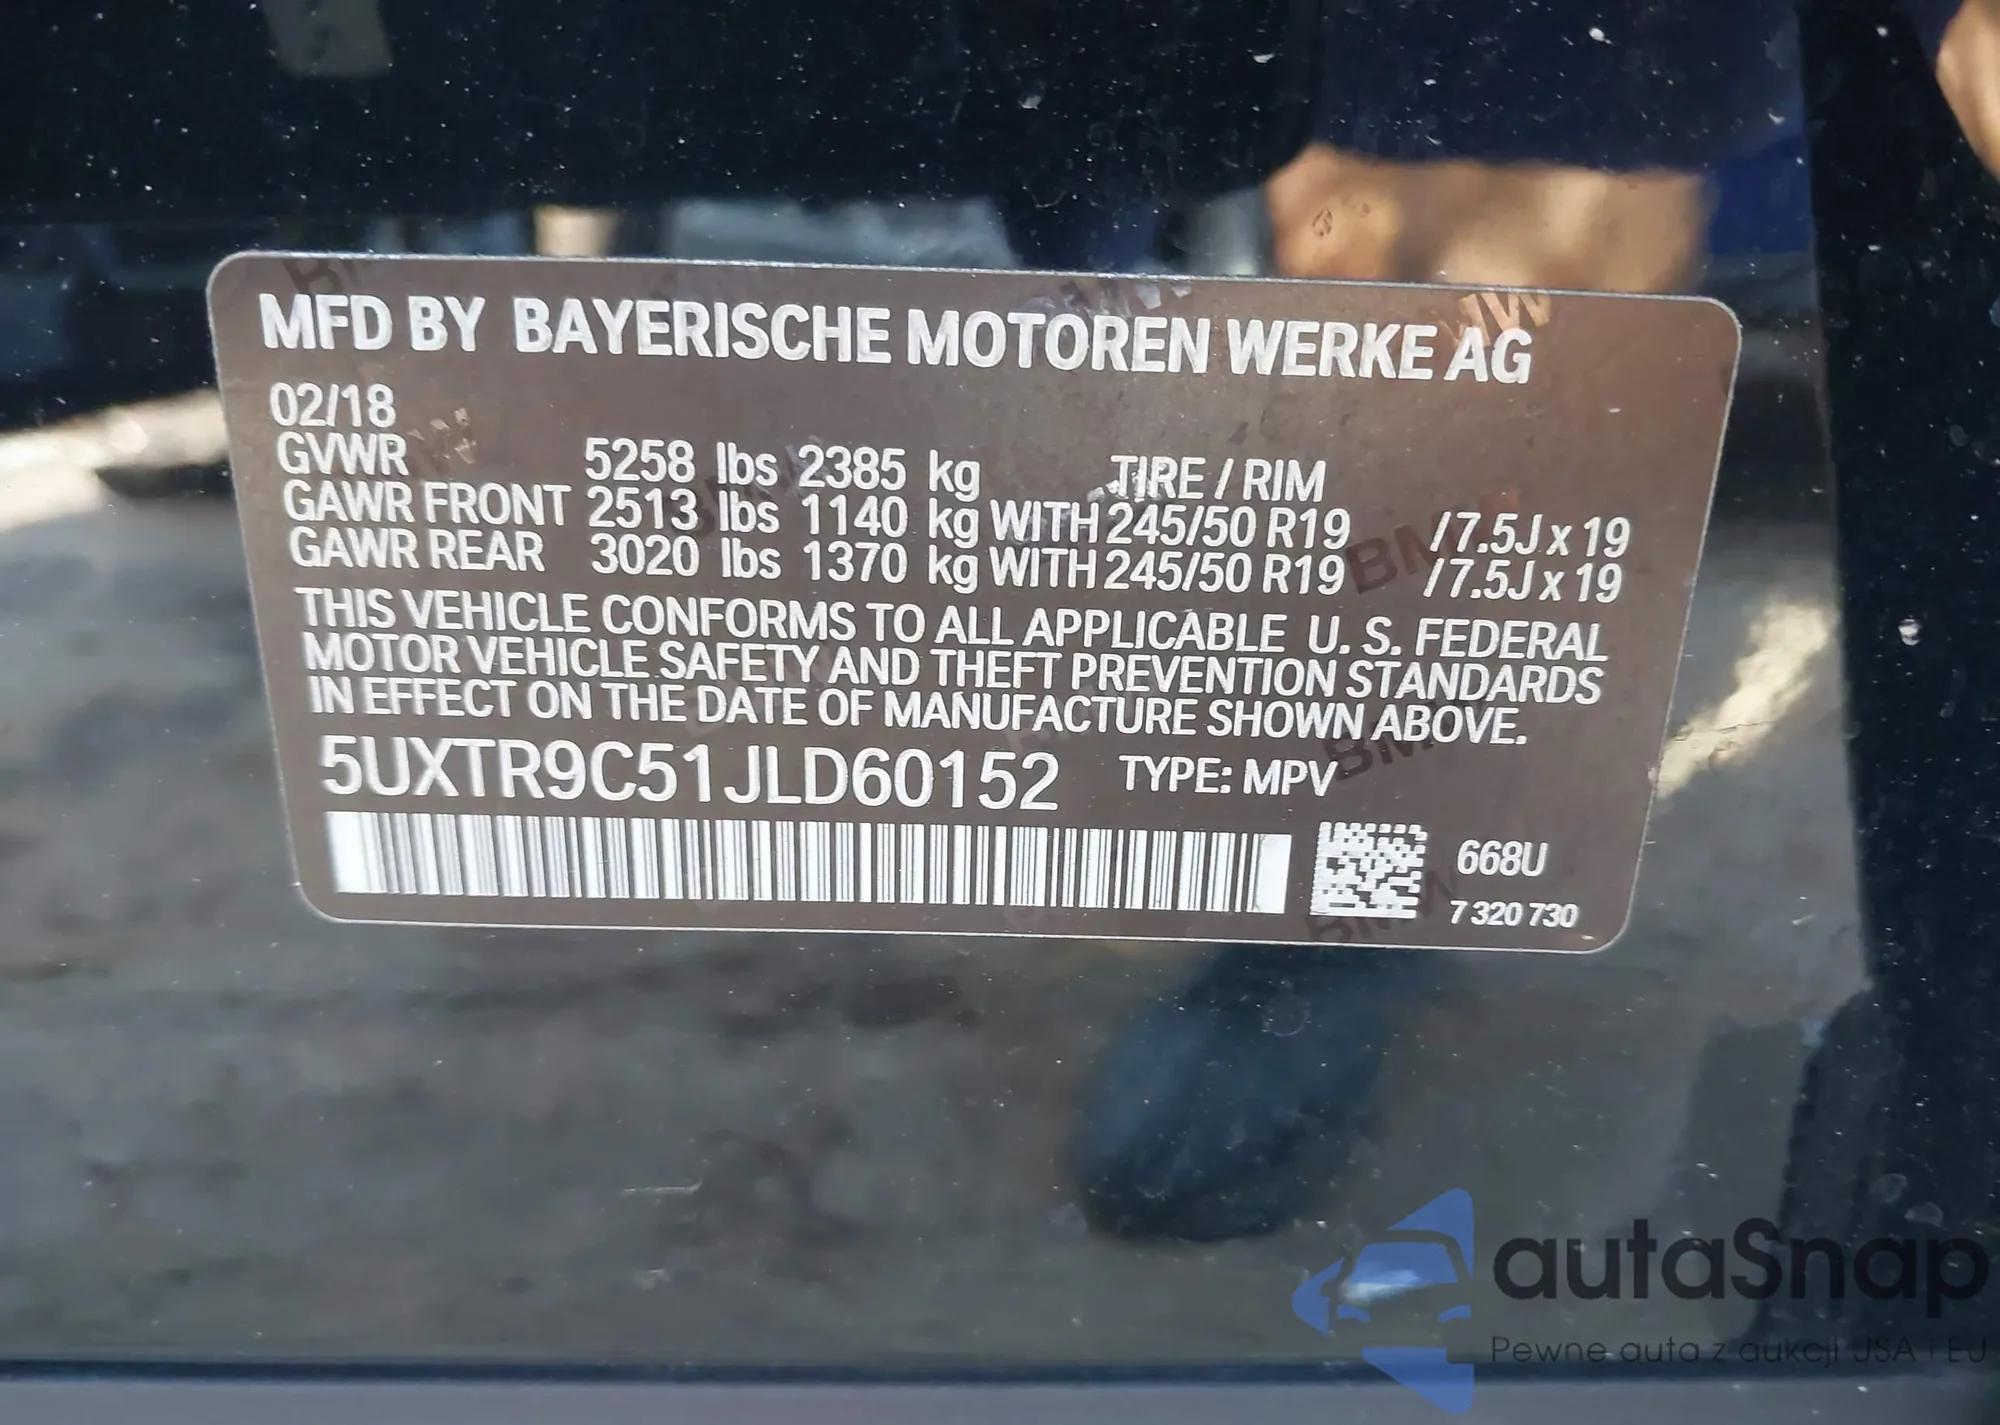 MFD BY BAYERISCHE MOTOREN WERKE AG
02/18
GVWR 5258 lbs 2385 kg TIRE / RIM
GAWR FRONT 2513 lbs 1140 kg WITH 245/50 R19 /7.5J x 19
GAWR REAR 3020 lbs 1370 kg WITH 245/50 R19 /7.5J x 19
THIS VEHICLE CONFORMS TO ALL APPLICABLE U. S. FEDERAL
MOTOR VEHICLE SAFETY AND THEFT PREVENTION STANDARDS
IN EFFECT ON THE DATE OF MANUFACTURE SHOWN ABOVE.
5UXTR9C51JLD60152 TYPE: MPV
668U
7 320 730
autaSnap
Pewne auta z aukcji USA i EU